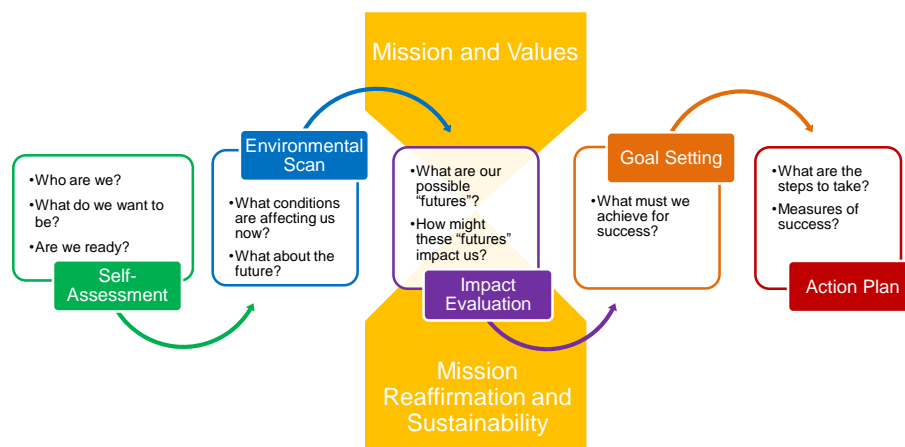 Mission and Values
•Who are we?
•What do we want to
be?
•Are we ready?
Self-
Assessment
Environmental
Scan
•What conditions
are affecting us
now?
•What about the
future?
•What are our
possible
“futures”?
•How might
these “futures”
impact us?
Impact
Evaluation
Goal Setting
•What must we
achieve for
success?
•What are the
steps to take?
•Measures of
success?
Action Plan
Mission
Reaffirmation and
Sustainability